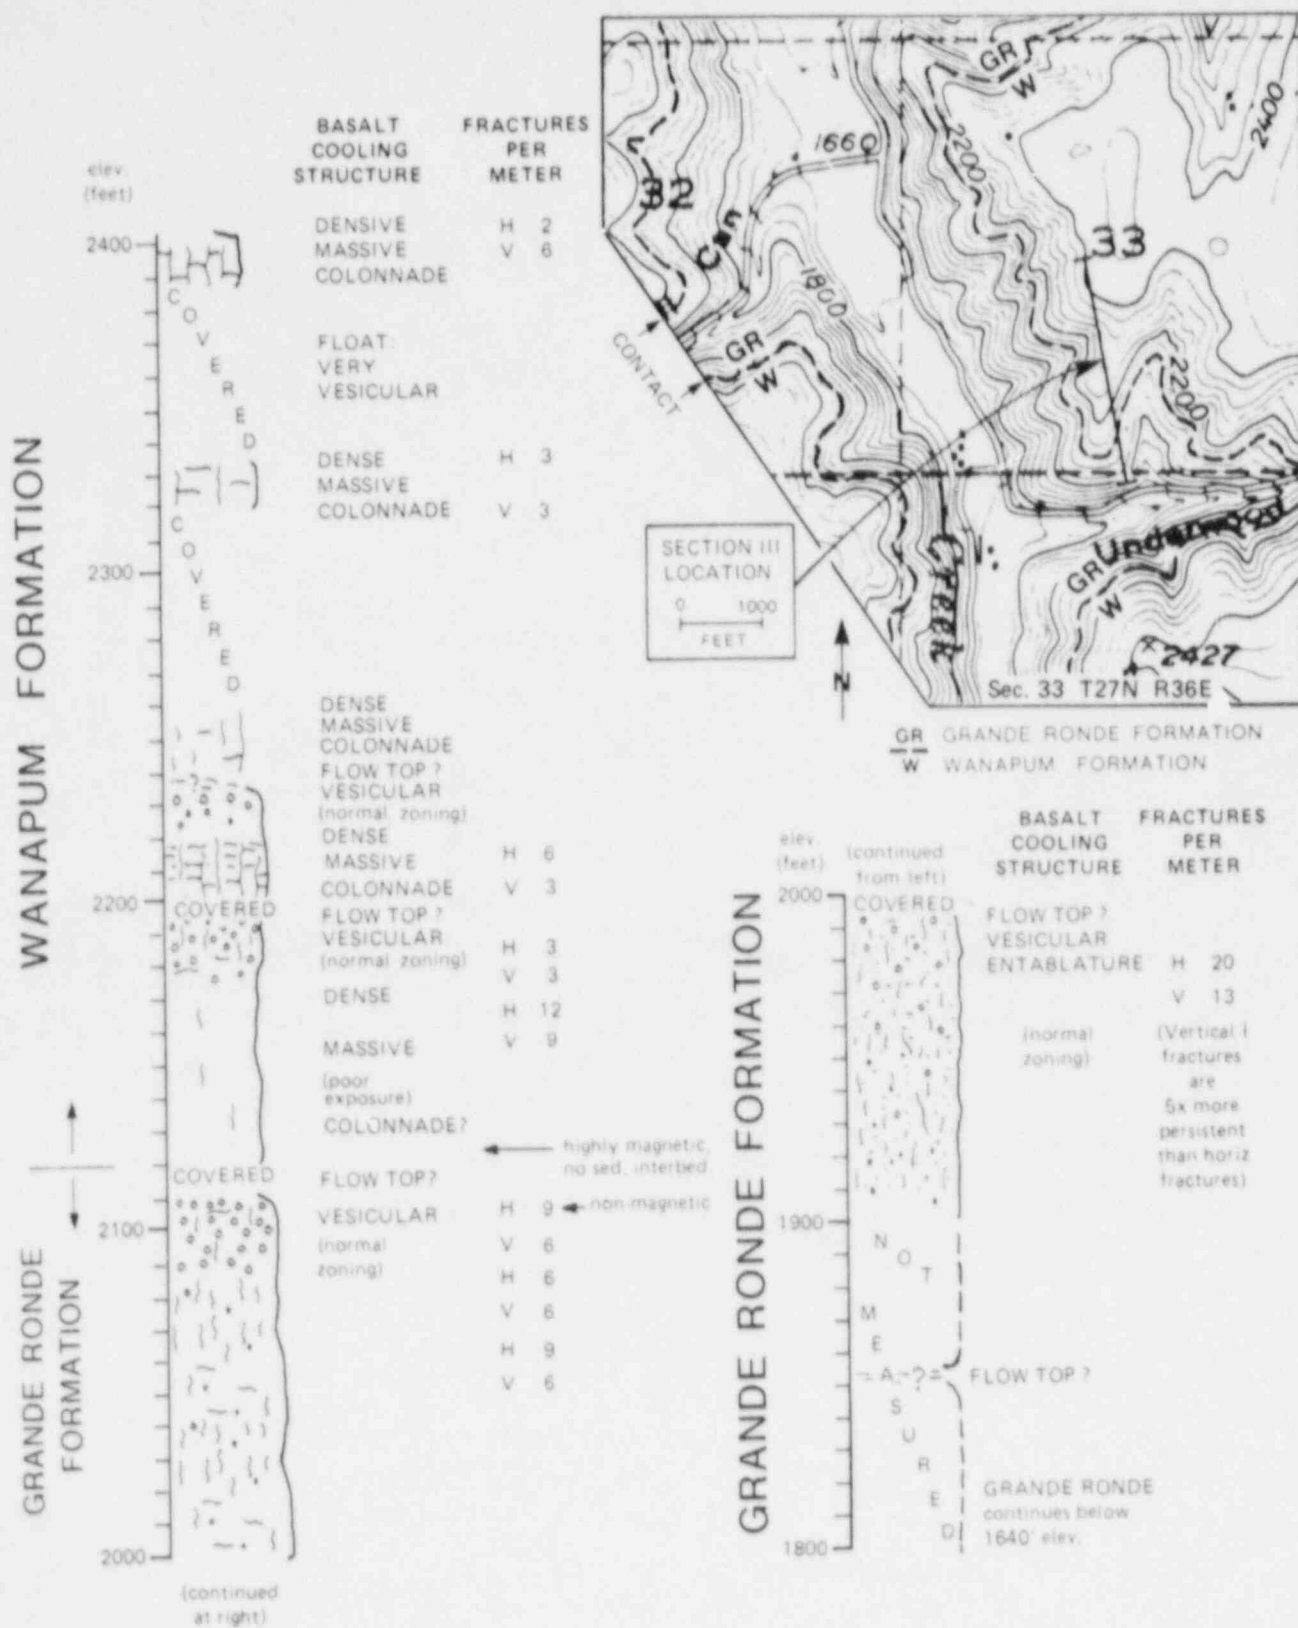 BASALT COOLING STRUCTURE
FRACTURES PER METER
elev.
(feet)
2400
DENSIVE H 2
MASSIVE V 6
COLONNADE
COVERED
FLOAT:
VERY
VESICULAR
WANAPUM FORMATION
DENSE H 3
MASSIVE
COLONNADE V 3
COVERED
2300
DENSE
MASSIVE
COLONNADE
FLOW TOP?
VESICULAR
(normal zoning)
DENSE
MASSIVE H 6
COLONNADE V 3
2200
COVERED
FLOW TOP?
VESICULAR H 3
(normal zoning) V 3
DENSE
H 12
MASSIVE V 9
(poor
exposure)
COLONNADE?
highly magnetic,
no sed. interbed.
COVERED
FLOW TOP?
VESICULAR H 9 non-magnetic
2100
(normal V 6
zoning) H 6
V 6
H 9
V 6
GRANDE RONDE
FORMATION
2000
(continued
at right)
GR
W
1660
2200
2400
32
33
Can
1800
GR
W
CONTACT
2200
SECTION III
LOCATION
0 1000
FEET
N
Creek
Underwood
GR
W
2427
Sec. 33 T27N R36E
GR GRANDE RONDE FORMATION
W WANAPUM FORMATION
BASALT COOLING STRUCTURE
FRACTURES PER METER
elev.
(feet)
(continued
from left)
2000
COVERED
FLOW TOP?
VESICULAR
ENTABLATURE H 20
V 13
(normal
zoning)
(Vertical
fractures
are
5x more
persistent
than horiz
fractures)
GRANDE RONDE FORMATION
1900
NOT
MEASURED
?
FLOW TOP?
GRANDE RONDE
continues below
1640' elev.
1800